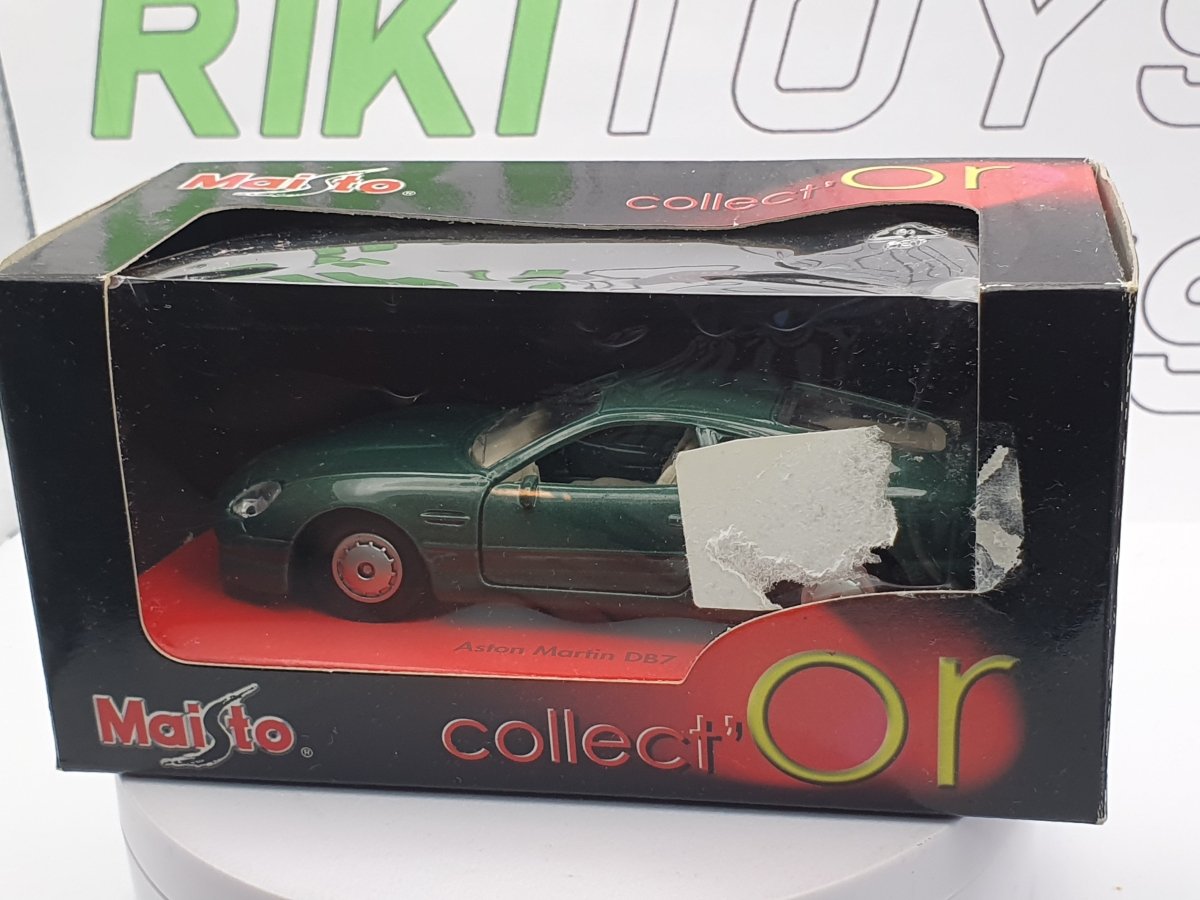 RIKITOYS
Maisto®
collect'Or
Aston Martin DB7
Maisto®
collect'Or